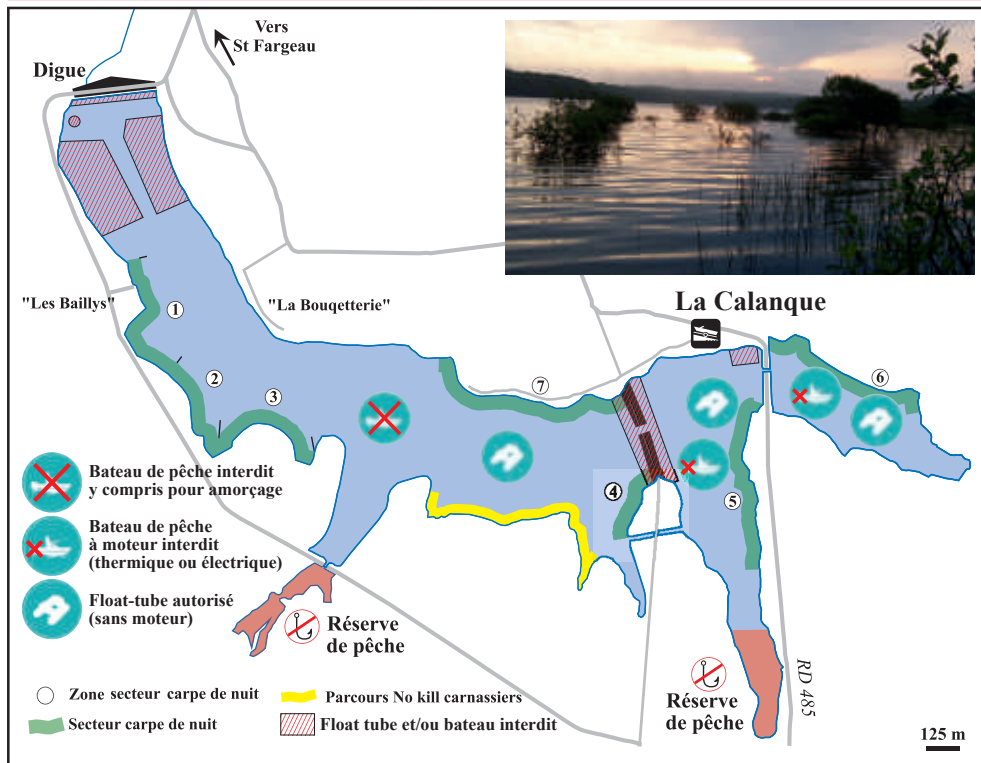 Vers
St Fargeau
Digue
"Les Baillys"
"La Bouqetterie"
La Calanque
1
2
3
7
6
4
5
Bateau de pêche interdit
y compris pour amorçage
Bateau de pêche
à moteur interdit
(thermique ou électrique)
Float-tube autorisé
(sans moteur)
Réserve
de pêche
Réserve
de pêche
RD 485
Zone secteur carpe de nuit
Secteur carpe de nuit
Parcours No kill carnassiers
Float tube et/ou bateau interdit
125 m